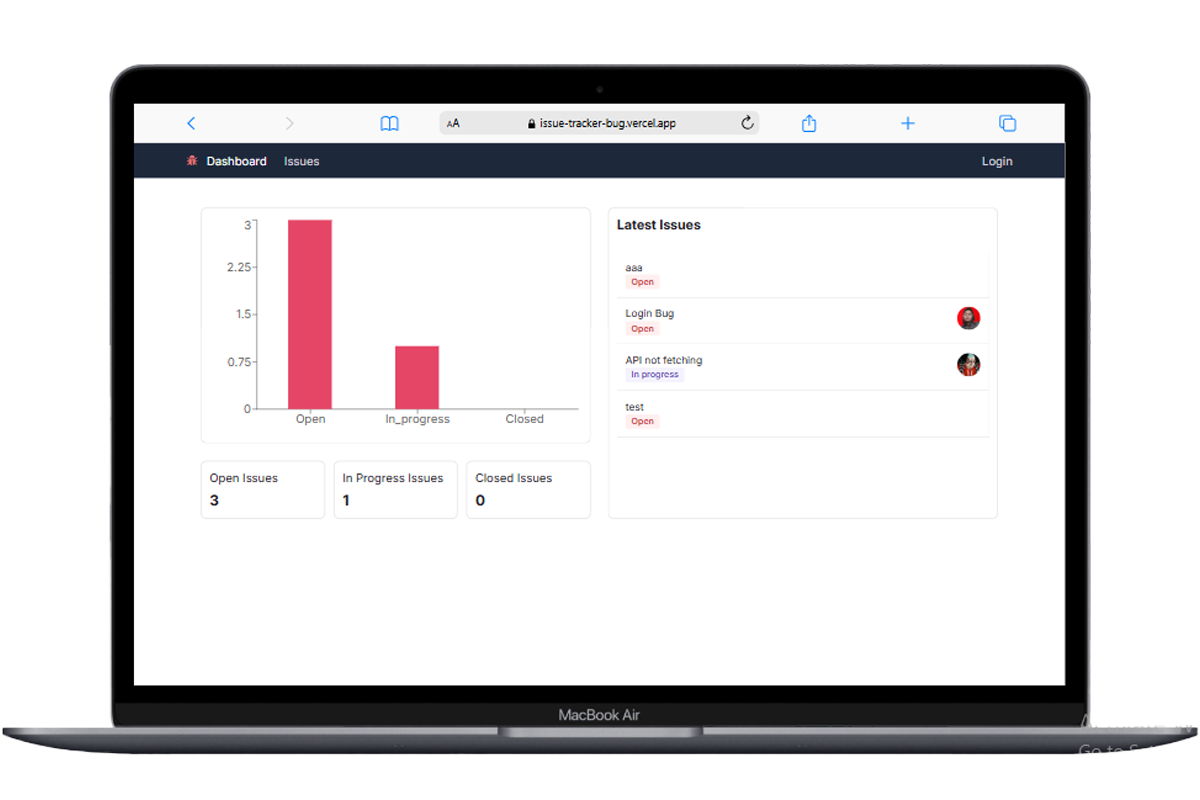 AA issue-tracker-bug.vercel.app
Dashboard Issues Login
3
2.25
1.5
0.75
0
Open In_progress Closed
Open Issues
3
In Progress Issues
1
Closed Issues
0
Latest Issues
aaa
Open
Login Bug
Open
API not fetching
In progress
test
Open
MacBook Air
Go to